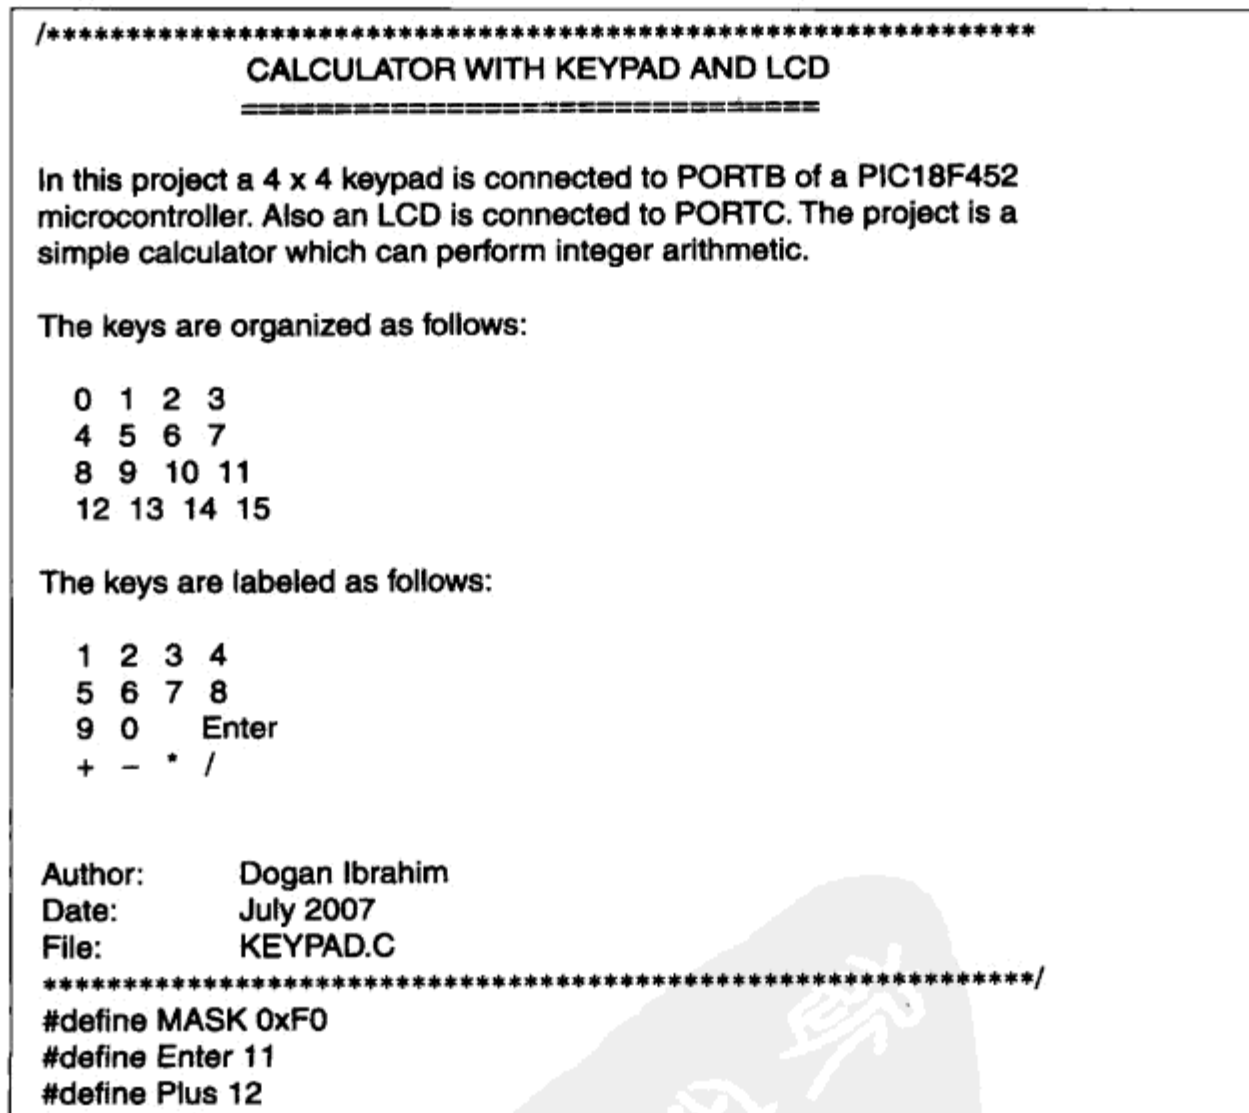 /**************************************************************
CALCULATOR WITH KEYPAD AND LCD
================================
In this project a 4 x 4 keypad is connected to PORTB of a PIC18F452
microcontroller. Also an LCD is connected to PORTC. The project is a
simple calculator which can perform integer arithmetic.
The keys are organized as follows:
0 1 2 3
4 5 6 7
8 9 10 11
12 13 14 15
The keys are labeled as follows:
1 2 3 4
5 6 7 8
9 0 Enter
+ – * /
Author: Dogan Ibrahim
Date: July 2007
File: KEYPAD.C
**************************************************************/
#define MASK 0xF0
#define Enter 11
#define Plus 12